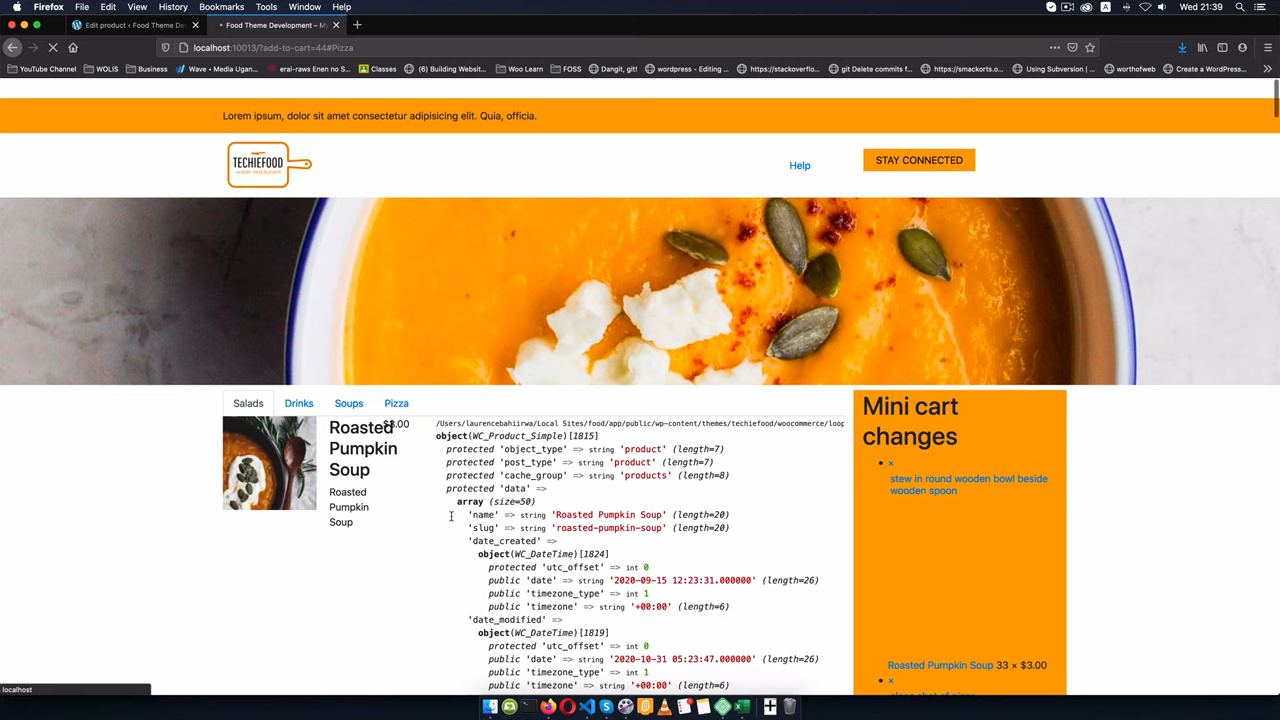 Firefox File Edit View History Bookmarks Techies Tools Window Help
Wed 21:39
Edit product ‹ Food Theme De...
Food Theme Development – M
localhost:10013/?add-to-cart=44#Pizza
YouTube Channel WOLIS Business Wave • Media Ugan... erai-raws Enen no S... Classes (6) Building Websit... Woo Learn FOSS Dangit, git! wordpress - Editing ... https://stackoverflo... git Delete commits f... https://smackorts.o... Using Subversion (... worthofweb Create a WordPress...
Lorem ipsum, dolor sit amet consectetur adipisicing elit. Quia, officia.
TECHIEFOOD
Help
STAY CONNECTED
Salads Drinks Soups Pizza
Roasted
Pumpkin
Soup
$3.00
Roasted
Pumpkin
Soup
/Users/laurencebahiirwa/Local Sites/food/app/public/wp-content/themes/techiefood/woocommerce/loop
object(WC_Product_Simple)[1815]
protected 'object_type' => string 'product' (length=7)
protected 'post_type' => string 'product' (length=7)
protected 'cache_group' => string 'products' (length=8)
protected 'data' =>
array (size=50)
'name' => string 'Roasted Pumpkin Soup' (length=20)
'slug' => string 'roasted-pumpkin-soup' (length=20)
'date_created' =>
object(WC_DateTime)[1824]
protected 'utc_offset' => int 0
public 'date' => string '2020-09-15 12:23:31.000000' (length=26)
public 'timezone_type' => int 1
public 'timezone' => string '+00:00' (length=6)
'date_modified' =>
object(WC_DateTime)[1819]
protected 'utc_offset' => int 0
public 'date' => string '2020-10-31 05:23:47.000000' (length=26)
public 'timezone_type' => int 1
public 'timezone' => string '+00:00' (length=6)
Mini cart
changes
×
stew in round wooden bowl beside
wooden spoon
Roasted Pumpkin Soup 33 × $3.00
×
localhost